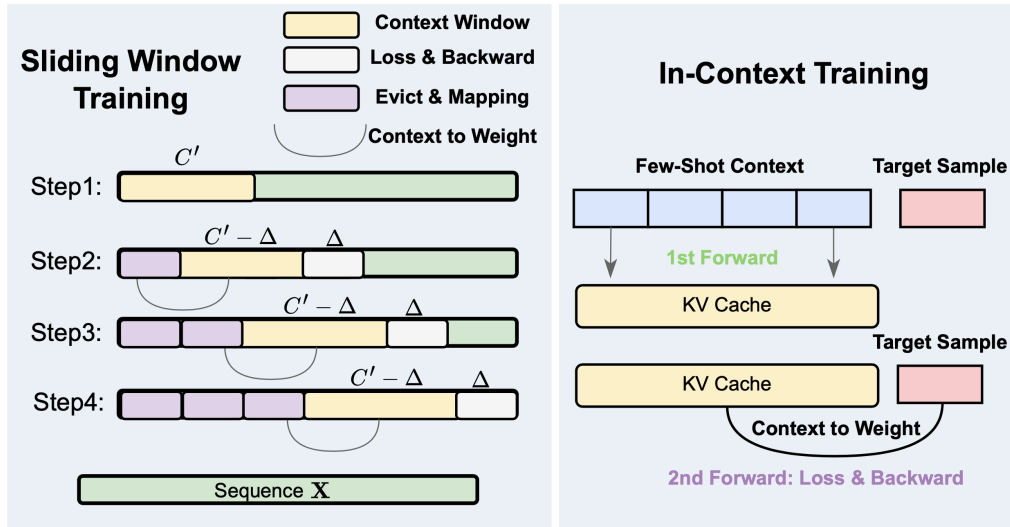 Sliding Window
Training
Context Window
Loss & Backward
Evict & Mapping
Context to Weight
C′
Step1:
C′ − Δ
Δ
Step2:
C′ − Δ
Δ
Step3:
C′ − Δ
Δ
Step4:
Sequence X
In-Context Training
Few-Shot Context
Target Sample
1st Forward
KV Cache
Target Sample
KV Cache
Context to Weight
2nd Forward: Loss & Backward